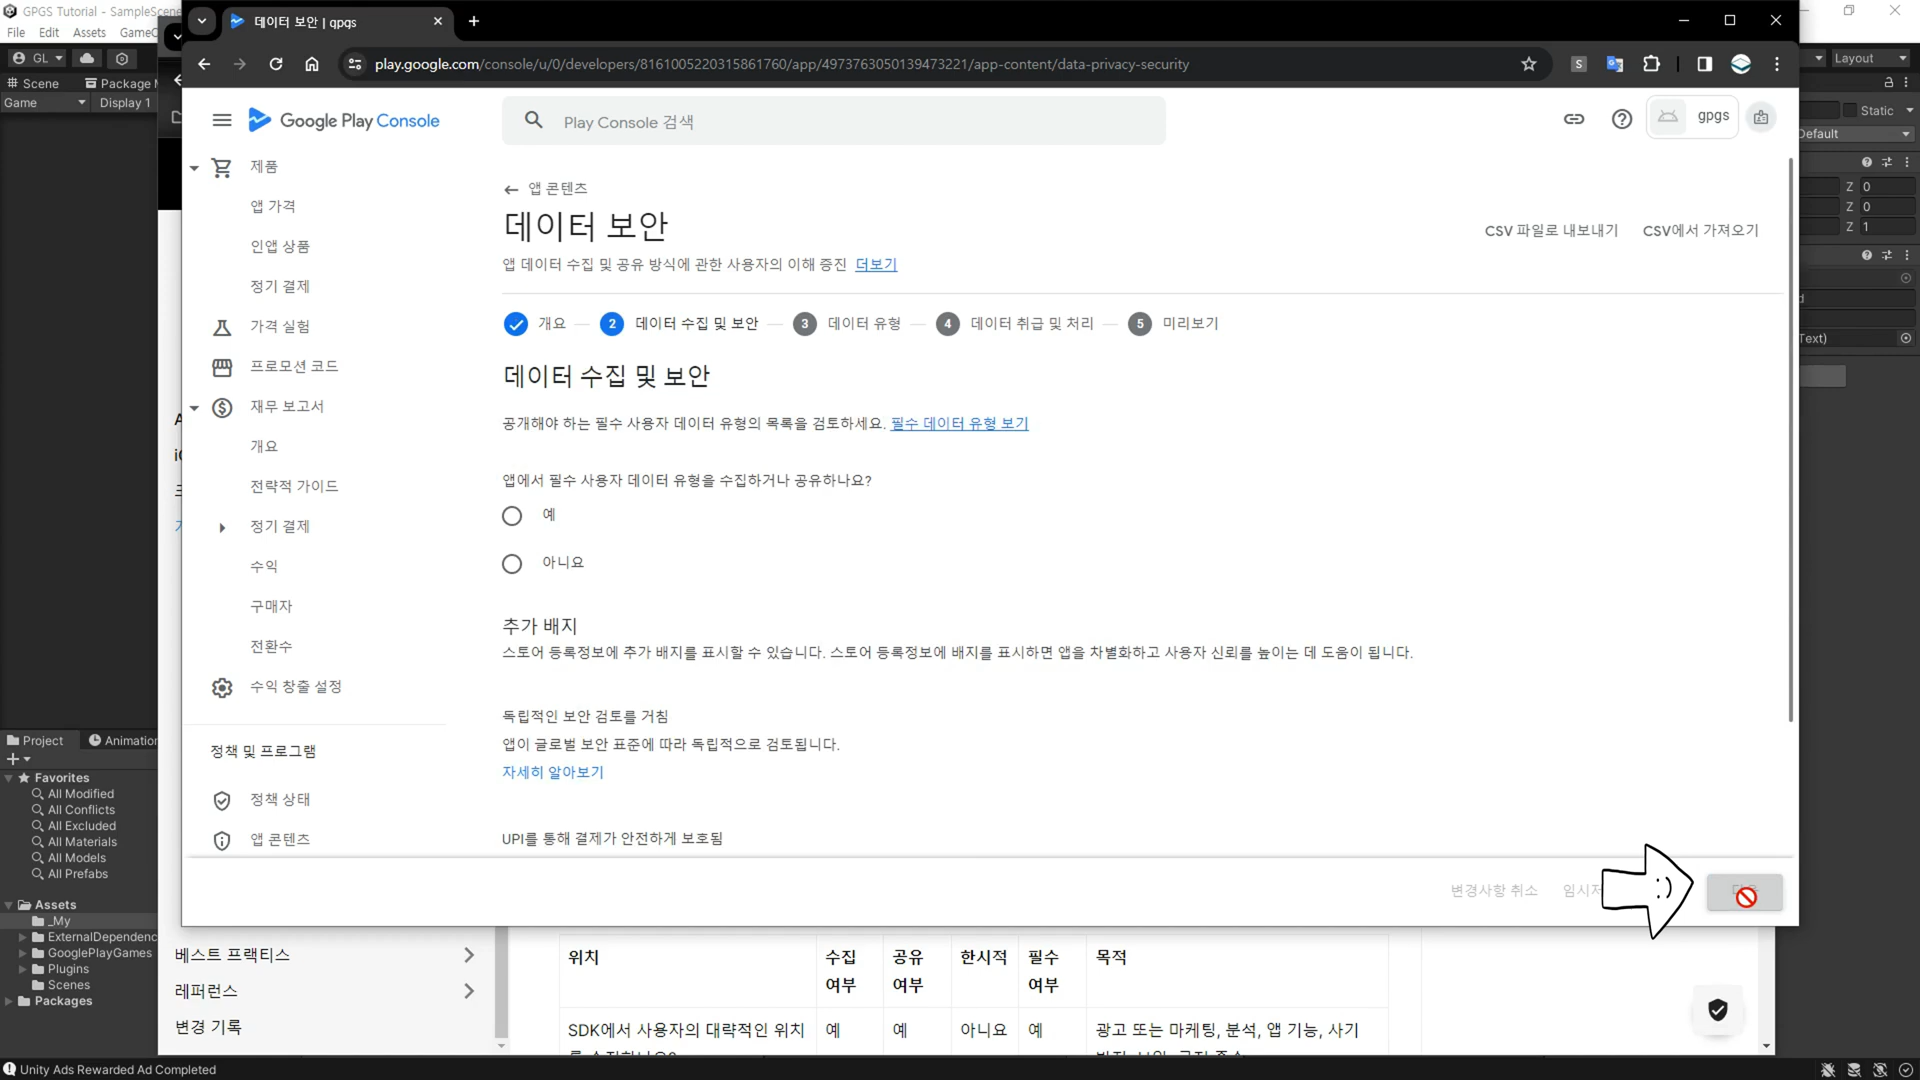 GPGS Tutorial - SampleScene
File Edit Assets GameO
GL
Layout
Scene
Package
Game
Display 1
Static
Default
Z 0
Z 0
Z 1
Text)
데이터 보안 | gpgs
play.google.com/console/u/0/developers/8161005220315861760/app/4973763050139473221/app-content/data-privacy-security
Google Play Console
Play Console 검색
gpgs
제품
앱 가격
인앱 상품
정기 결제
가격 실험
프로모션 코드
재무 보고서
개요
전략적 가이드
정기 결제
수익
구매자
전환수
수익 창출 설정
정책 및 프로그램
정책 상태
앱 콘텐츠
← 앱 콘텐츠
데이터 보안
CSV 파일로 내보내기
CSV에서 가져오기
앱 데이터 수집 및 공유 방식에 관한 사용자의 이해 증진 더보기
개요
2 데이터 수집 및 보안
3 데이터 유형
4 데이터 취급 및 처리
5 미리보기
데이터 수집 및 보안
공개해야 하는 필수 사용자 데이터 유형의 목록을 검토하세요. 필수 데이터 유형 보기
앱에서 필수 사용자 데이터 유형을 수집하거나 공유하나요?
예
아니요
추가 배지
스토어 등록정보에 추가 배지를 표시할 수 있습니다. 스토어 등록정보에 배지를 표시하면 앱을 차별화하고 사용자 신뢰를 높이는 데 도움이 됩니다.
독립적인 보안 검토를 거침
앱이 글로벌 보안 표준에 따라 독립적으로 검토됩니다.
자세히 알아보기
UPI를 통해 결제가 안전하게 보호됨
변경사항 취소
:)
Project
Animation
Favorites
All Modified
All Conflicts
All Excluded
All Materials
All Models
All Prefabs
Assets
_My
ExternalDependenc
GooglePlayGames
Plugins
Scenes
Packages
베스트 프랙티스
레퍼런스
변경 기록
위치
수집 여부
공유 여부
한시적
필수 여부
목적
SDK에서 사용자의 대략적인 위치
예
예
아니요
예
광고 또는 마케팅, 분석, 앱 기능, 사기
Unity Ads Rewarded Ad Completed